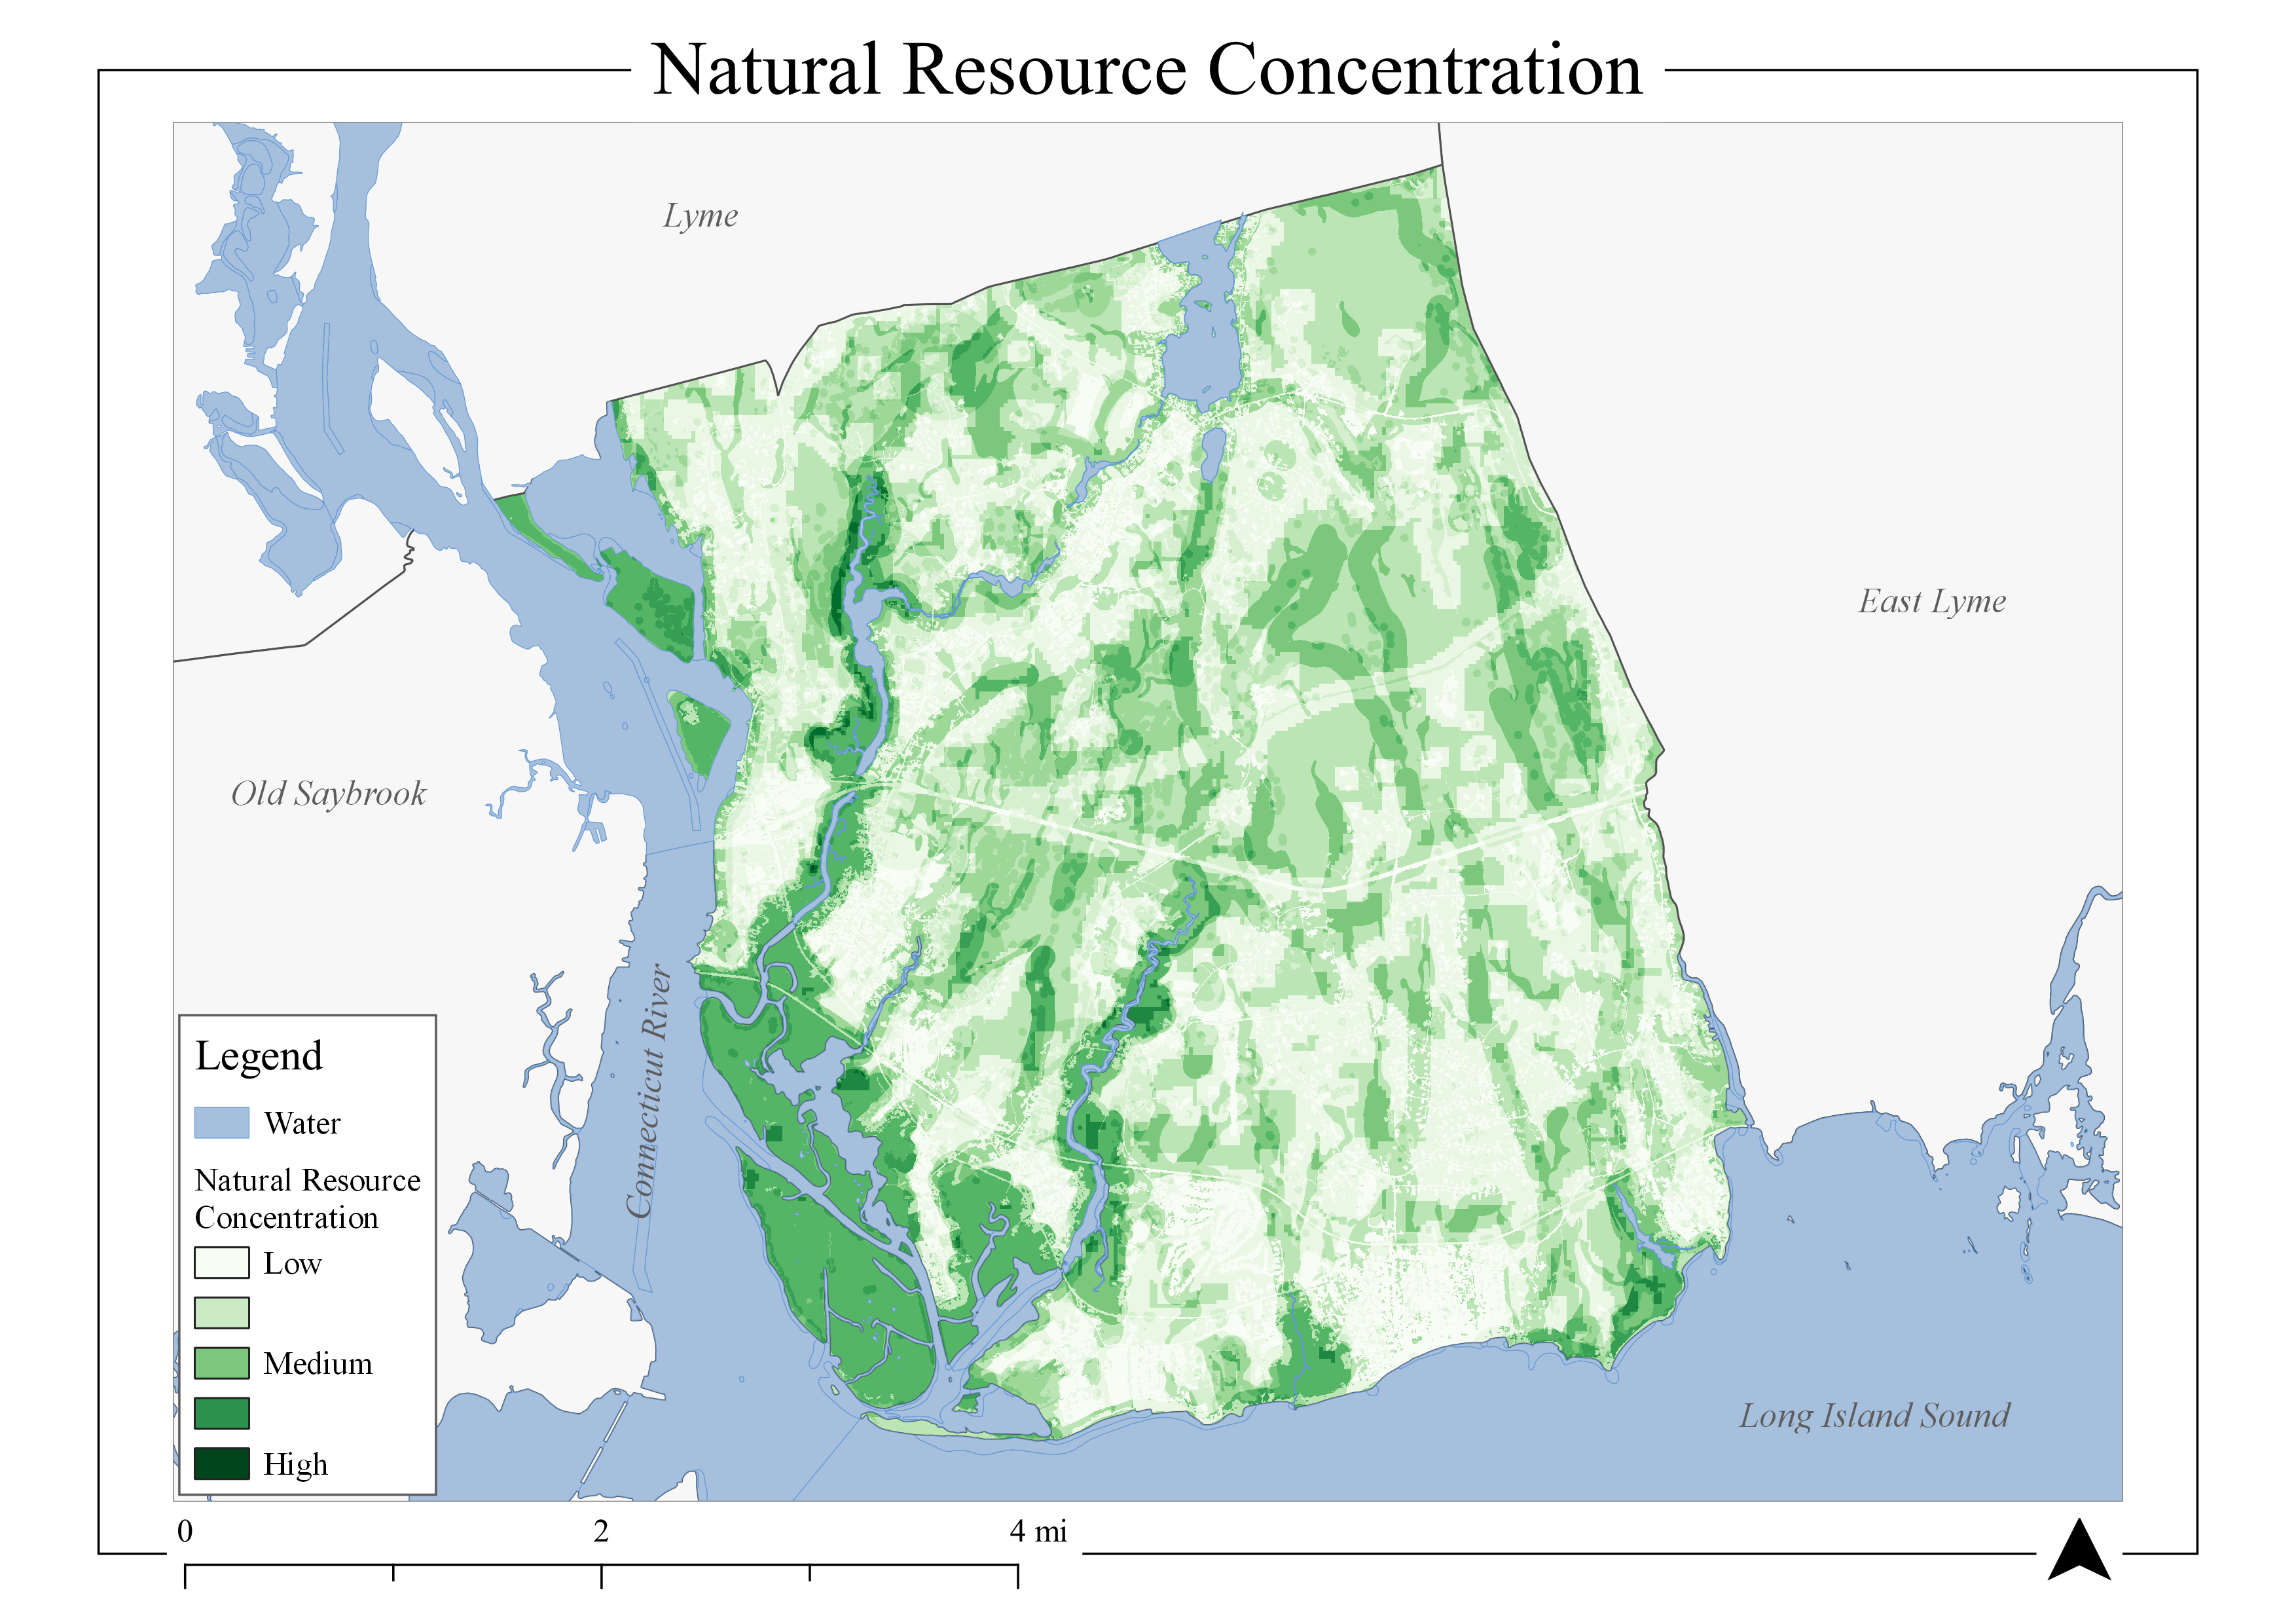 Natural Resource Concentration
Lyme
East Lyme
Old Saybrook
Connecticut River
Long Island Sound
Legend
Water
Natural Resource
Concentration
Low
Medium
High
0 2 4 mi